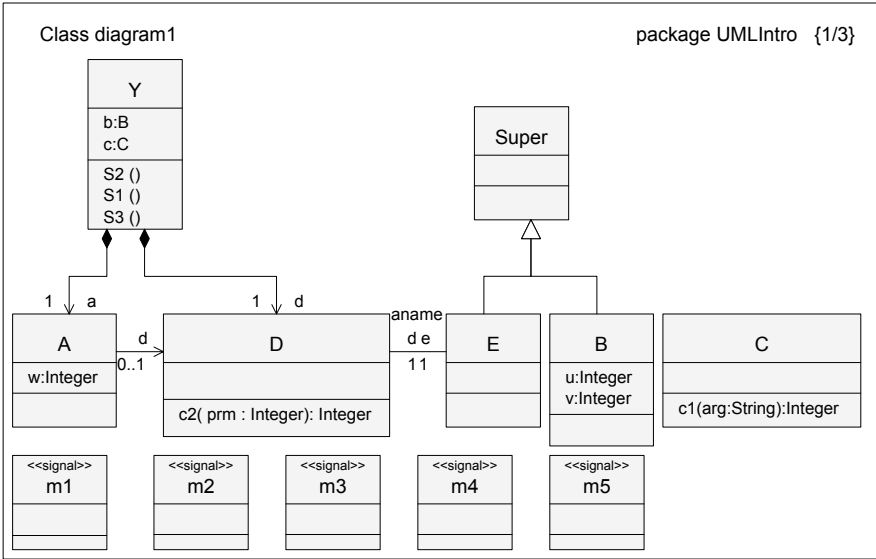 Class diagram1
package UMLIntro {1/3}
Y
b:B
c:C
S2 ()
S1 ()
S3 ()
Super
1 a
1 d
A
w:Integer
d
0..1
D
c2( prm : Integer): Integer
aname
d e
1 1
E
B
u:Integer
v:Integer
C
c1(arg:String):Integer
<<signal>>
m1
<<signal>>
m2
<<signal>>
m3
<<signal>>
m4
<<signal>>
m5